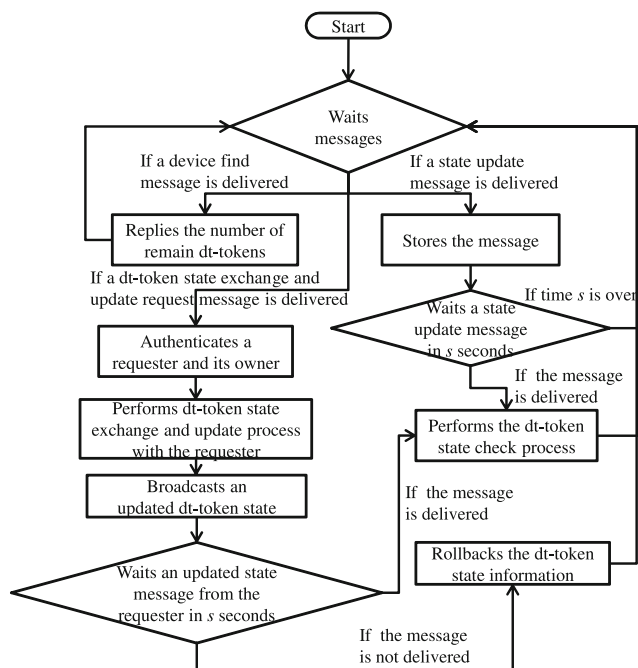 Start
Waits
messages
If a device find
message is delivered
If a state update
message is delivered
Replies the number of
remain dt-tokens
Stores the message
If a dt-token state exchange and
update request message is delivered
If time s is over
Waits a state
update message
in s seconds
Authenticates a
requester and its owner
If the message
is delivered
Performs dt-token state
exchange and update process
with the requester
Performs the dt-token
state check process
Broadcasts an
updated dt-token state
If the message
is delivered
Waits an updated state
message from the
requester in s seconds
Rollbacks the dt-token
state information
If the message
is not delivered